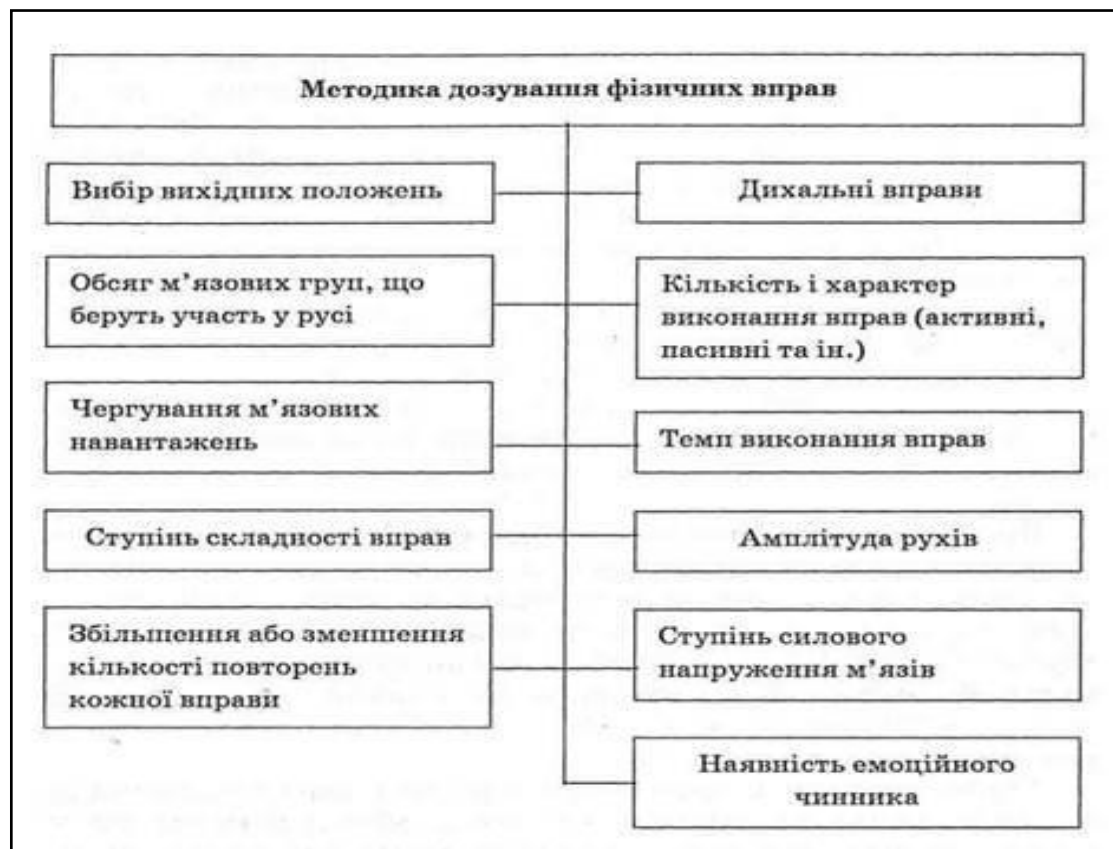 Методика дозування фізичних вправ
Вибір вихідних положень
Дихальні вправи
Обсяг м’язових груп, що
беруть участь у русі
Кількість і характер
виконання вправ (активні,
пасивні та ін.)
Чергування м’язових
навантажень
Темп виконання вправ
Ступінь складності вправ
Амплітуда рухів
Збільшення або зменшення
кількості повторень
кожної вправи
Ступінь силового
напруження м’язів
Наявність емоційного
чинника